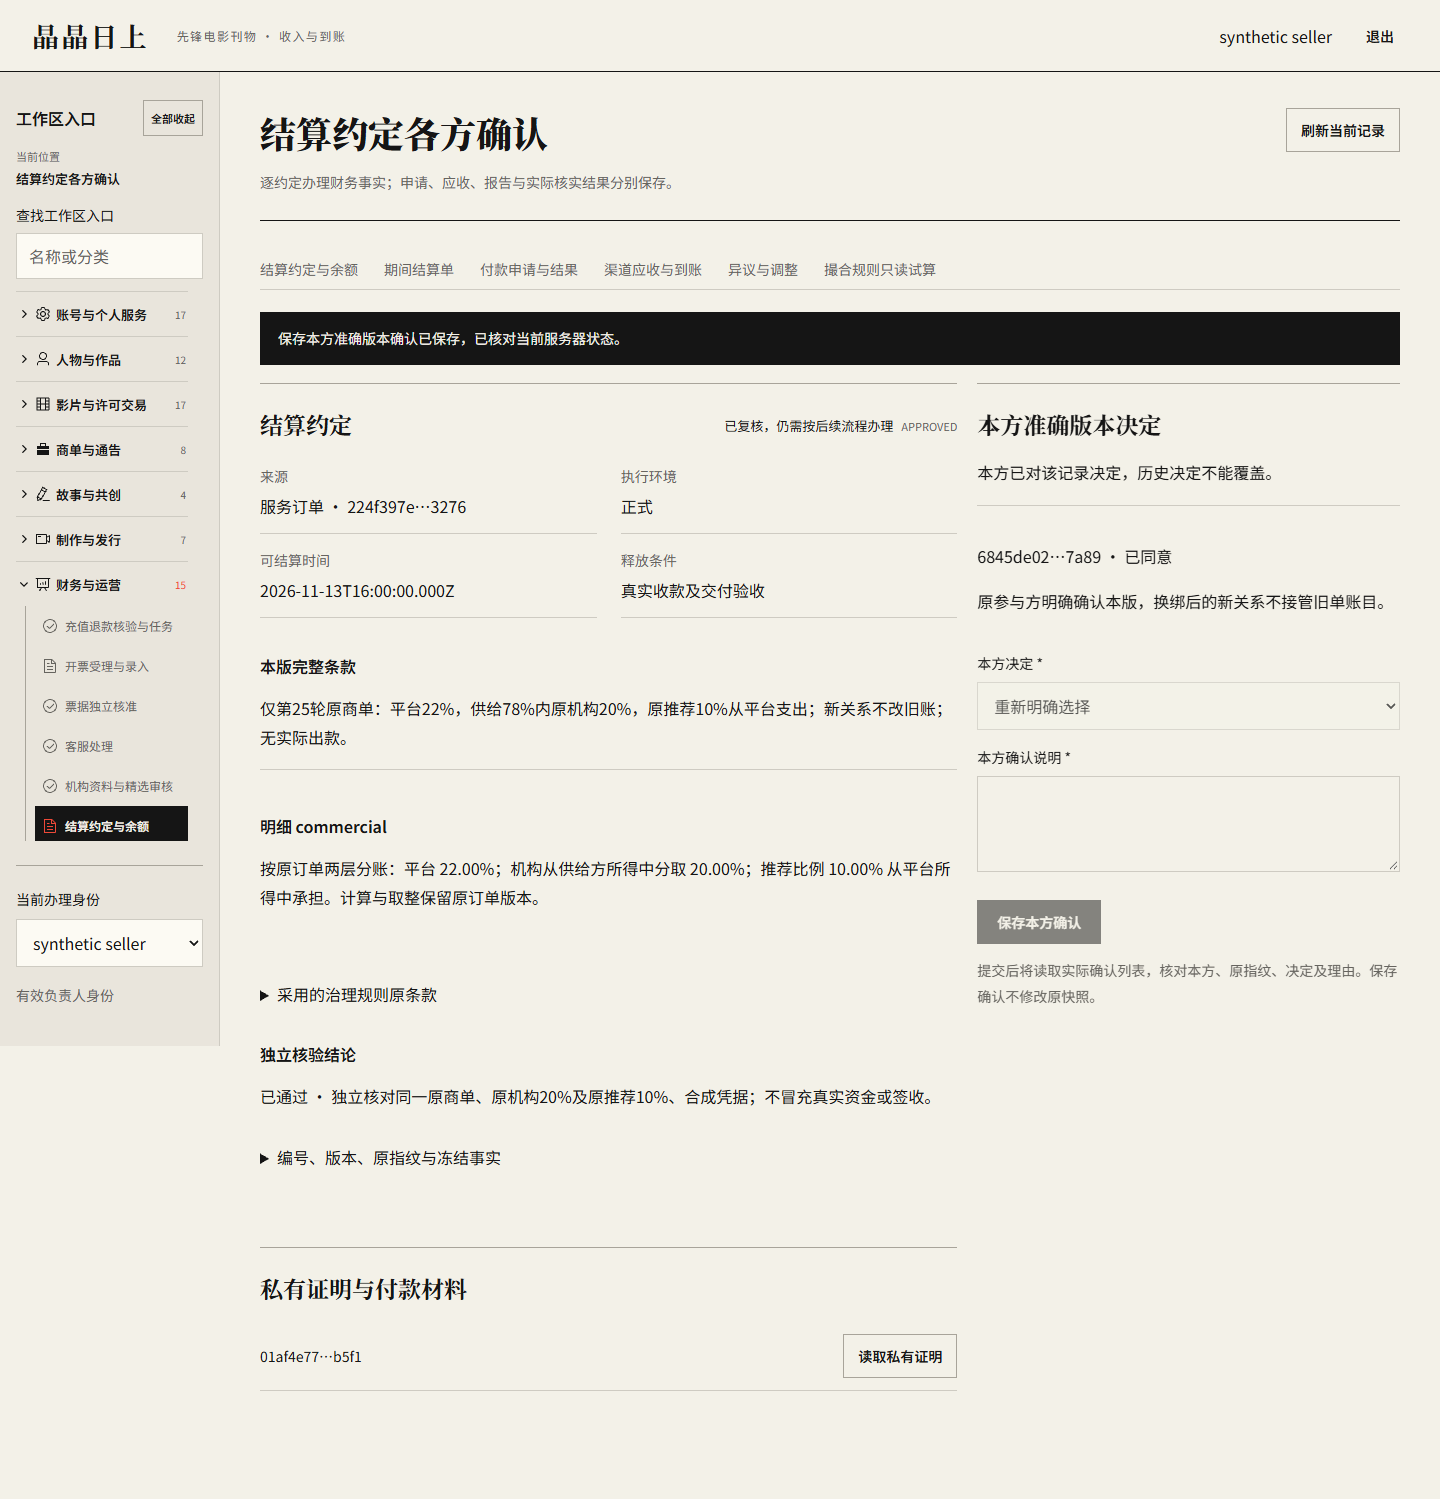 晶晶日上
先锋电影刊物 · 收入与到账
synthetic seller
退出
工作区入口
全部收起
当前位置
结算约定各方确认
查找工作区入口
名称或分类
账号与个人服务 17
人物与作品 12
影片与许可交易 17
商单与通告 8
故事与共创 4
制作与发行 7
财务与运营 15
充值退款核验与任务
开票受理与录入
票据独立核准
客服处理
机构资料与精选审核
结算约定与余额
当前办理身份
synthetic seller
有效负责人身份
结算约定各方确认
刷新当前记录
逐约定办理财务事实；申请、应收、报告与实际核实结果分别保存。
结算约定与余额 期间结算单 付款申请与结果 渠道应收与到账 异议与调整 撮合规则只读试算
保存本方准确版本确认已保存，已核对当前服务器状态。
结算约定
已复核，仍需按后续流程办理 APPROVED
来源
服务订单 · 224f397e…3276
执行环境
正式
可结算时间
2026-11-13T16:00:00.000Z
释放条件
真实收款及交付验收
本版完整条款
仅第25轮原商单：平台22%，供给78%内原机构20%，原推荐10%从平台支出；新关系不改旧账；
无实际出款。
明细 commercial
按原订单两层分账：平台 22.00%；机构从供给方所得中分取 20.00%；推荐比例 10.00% 从平台所
得中承担。计算与取整保留原订单版本。
采用的治理规则原条款
独立核验结论
已通过 · 独立核对同一原商单、原机构20%及原推荐10%、合成凭据；不冒充真实资金或签收。
编号、版本、原指纹与冻结事实
私有证明与付款材料
01af4e77…b5f1
读取私有证明
本方准确版本决定
本方已对该记录决定，历史决定不能覆盖。
6845de02…7a89 · 已同意
原参与方明确确认本版，换绑后的新关系不接管旧单账目。
本方决定 *
重新明确选择
本方确认说明 *
保存本方确认
提交后将读取实际确认列表，核对本方、原指纹、决定及理由。保存
确认不修改原快照。